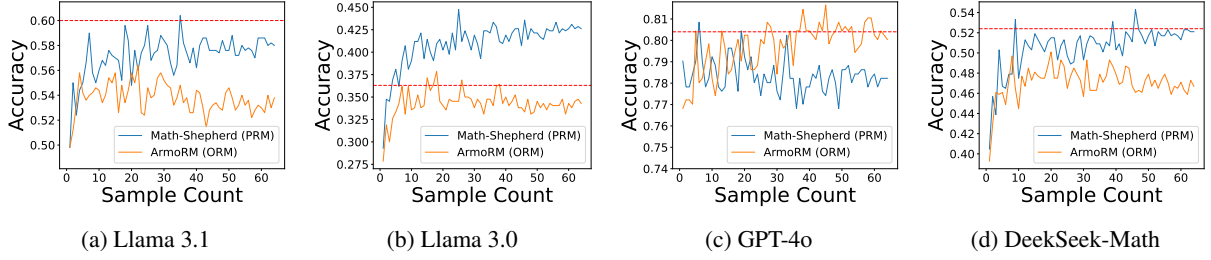 0.60
0.58
0.56
0.54
0.52
0.50
Accuracy
Math-Shepherd (PRM)
ArmoRM (ORM)
0 10 20 30 40 50 60
Sample Count
(a) Llama 3.1
0.450
0.425
0.400
0.375
0.350
0.325
0.300
0.275
Accuracy
Math-Shepherd (PRM)
ArmoRM (ORM)
0 10 20 30 40 50 60
Sample Count
(b) Llama 3.0
0.82
0.81
0.80
0.79
0.78
0.77
0.76
0.75
0.74
Accuracy
Math-Shepherd (PRM)
ArmoRM (ORM)
0 10 20 30 40 50 60
Sample Count
(c) GPT-4o
0.54
0.52
0.50
0.48
0.46
0.44
0.42
0.40
Accuracy
Math-Shepherd (PRM)
ArmoRM (ORM)
0 10 20 30 40 50 60
Sample Count
(d) DeekSeek-Math